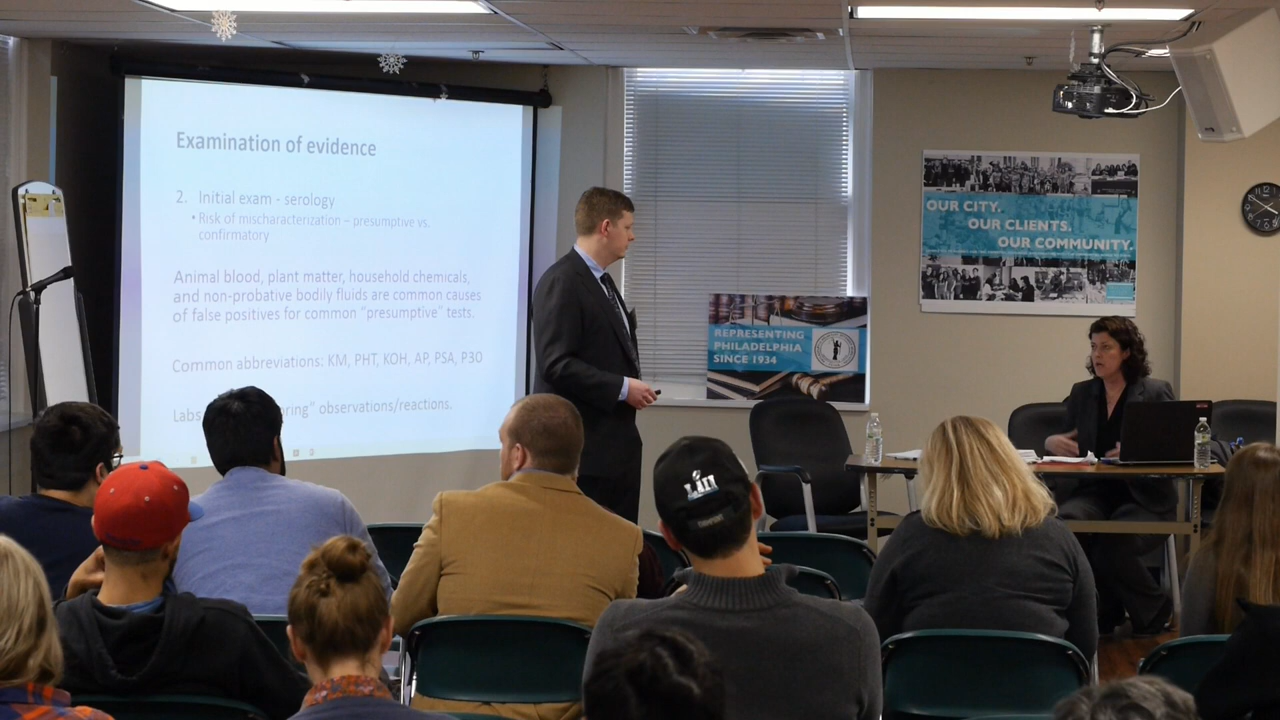 Examination of evidence
2. Initial exam - serology
• Risk of mischaracterization – presumptive vs.
confirmatory
Animal blood, plant matter, household chemicals,
and non-probative bodily fluids are common causes
of false positives for common “presumptive” tests.
Common abbreviations: KM, PHT, KOH, AP, PSA, P30
Labs oring” observations/reactions.
OUR CITY.
OUR CLIENTS.
OUR COMMUNITY.
REPRESENTING
PHILADELPHIA
SINCE 1934
LII